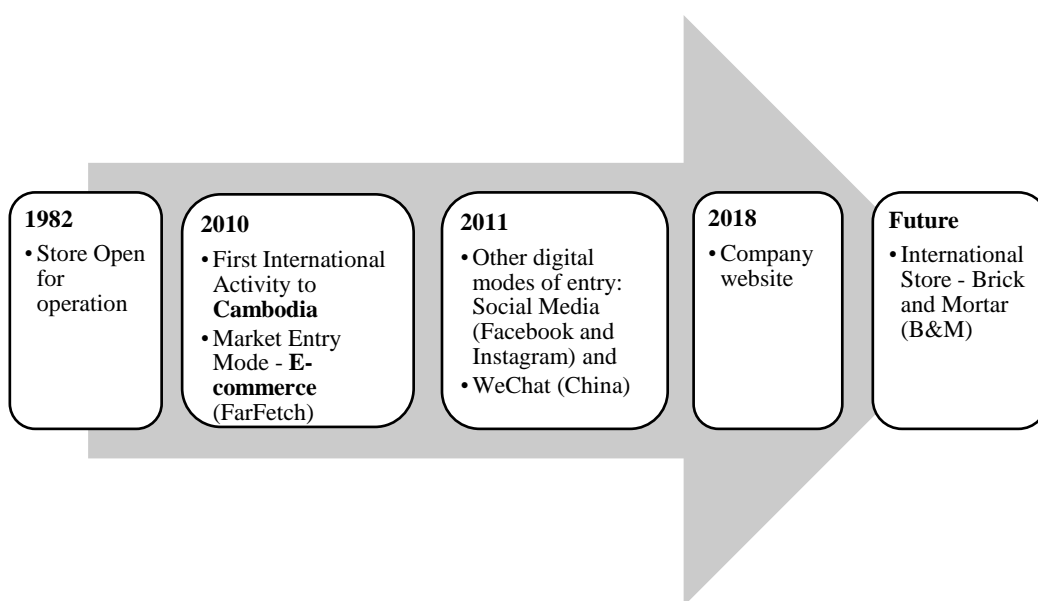 1982
• Store Open
for
operation
2010
• First International
Activity to
Cambodia
• Market Entry
Mode - E-
commerce
(FarFetch)
2011
• Other digital
modes of entry:
Social Media
(Facebook and
Instagram) and
• WeChat (China)
2018
• Company
website
Future
• International
Store - Brick
and Mortar
(B&M)